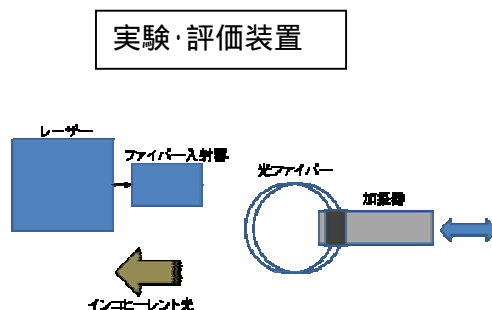 実験・評価装置
レーザー
ファイバー入射器
光ファイバー
加振器
インコヒーレント光